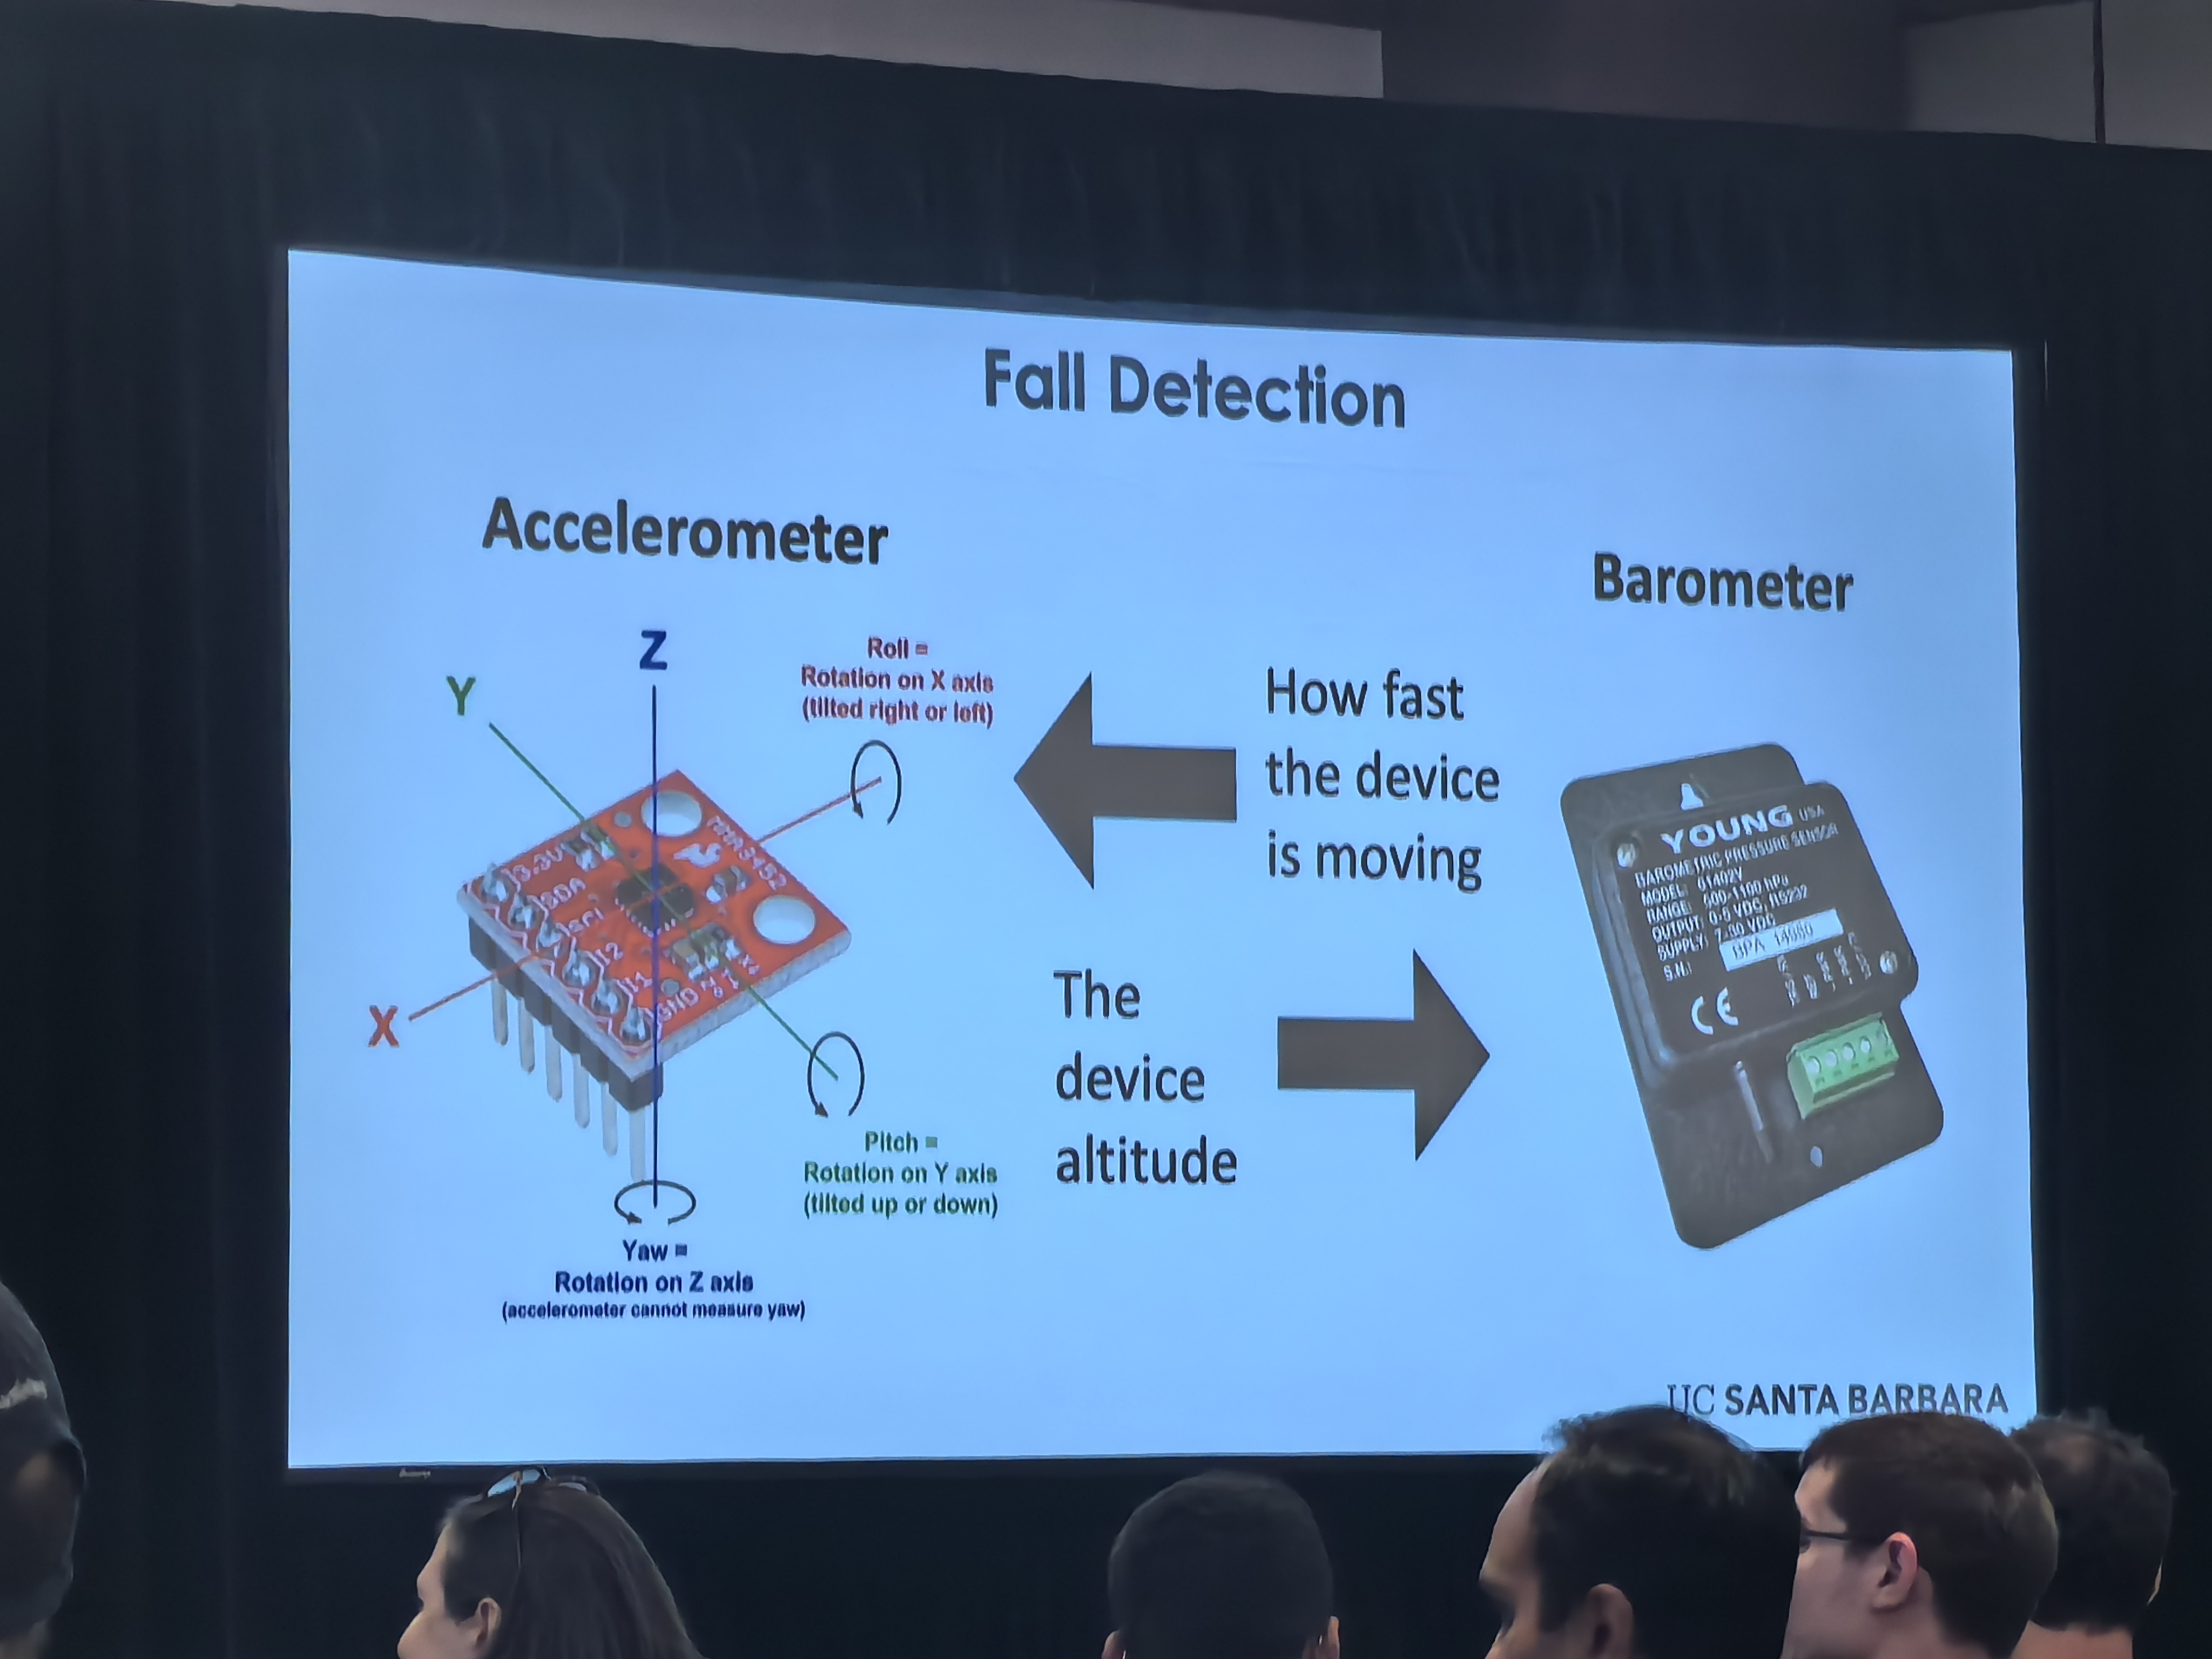 Fall Detection
Accelerometer
Barometer
Z
Y
X
Roll =
Rotation on X axis
(tilted right or left)
How fast
the device
is moving
3.3V
SDA
SCL
I2
I1
GND
MMA8452
The
device
altitude
Pitch =
Rotation on Y axis
(tilted up or down)
Yaw =
Rotation on Z axis
(accelerometer cannot measure yaw)
YOUNG USA
BAROMETRIC PRESSURE SENSOR
MODEL: 61402V
RANGE: 600-1100 hPa
OUTPUT: 0-5 VDC, RS232
SUPPLY: 7-30 VDC
S.N.: BPA
CE
UC SANTA BARBARA